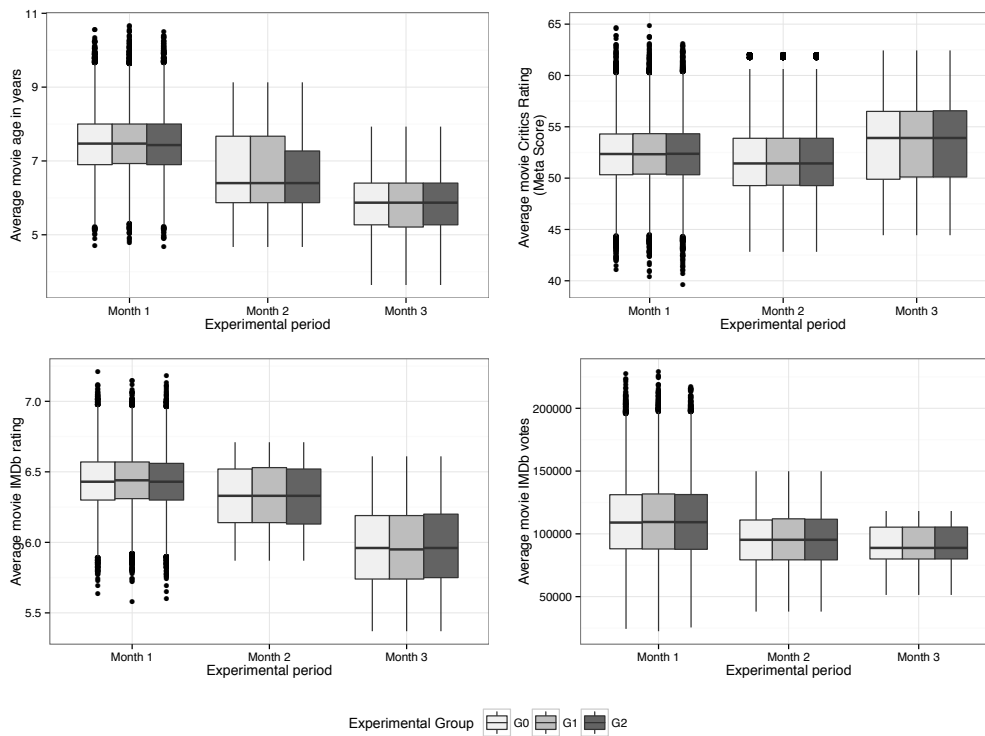 11
9
7
5
Average movie age in years
Month 1
Month 2
Month 3
Experimental period
65
60
55
50
45
40
Average movie Critics Rating
(Meta Score)
Month 1
Month 2
Month 3
Experimental period
7.0
6.5
6.0
5.5
Average movie IMDb rating
Month 1
Month 2
Month 3
Experimental period
200000
150000
100000
50000
Average movie IMDb votes
Month 1
Month 2
Month 3
Experimental period
Experimental Group G0 G1 G2